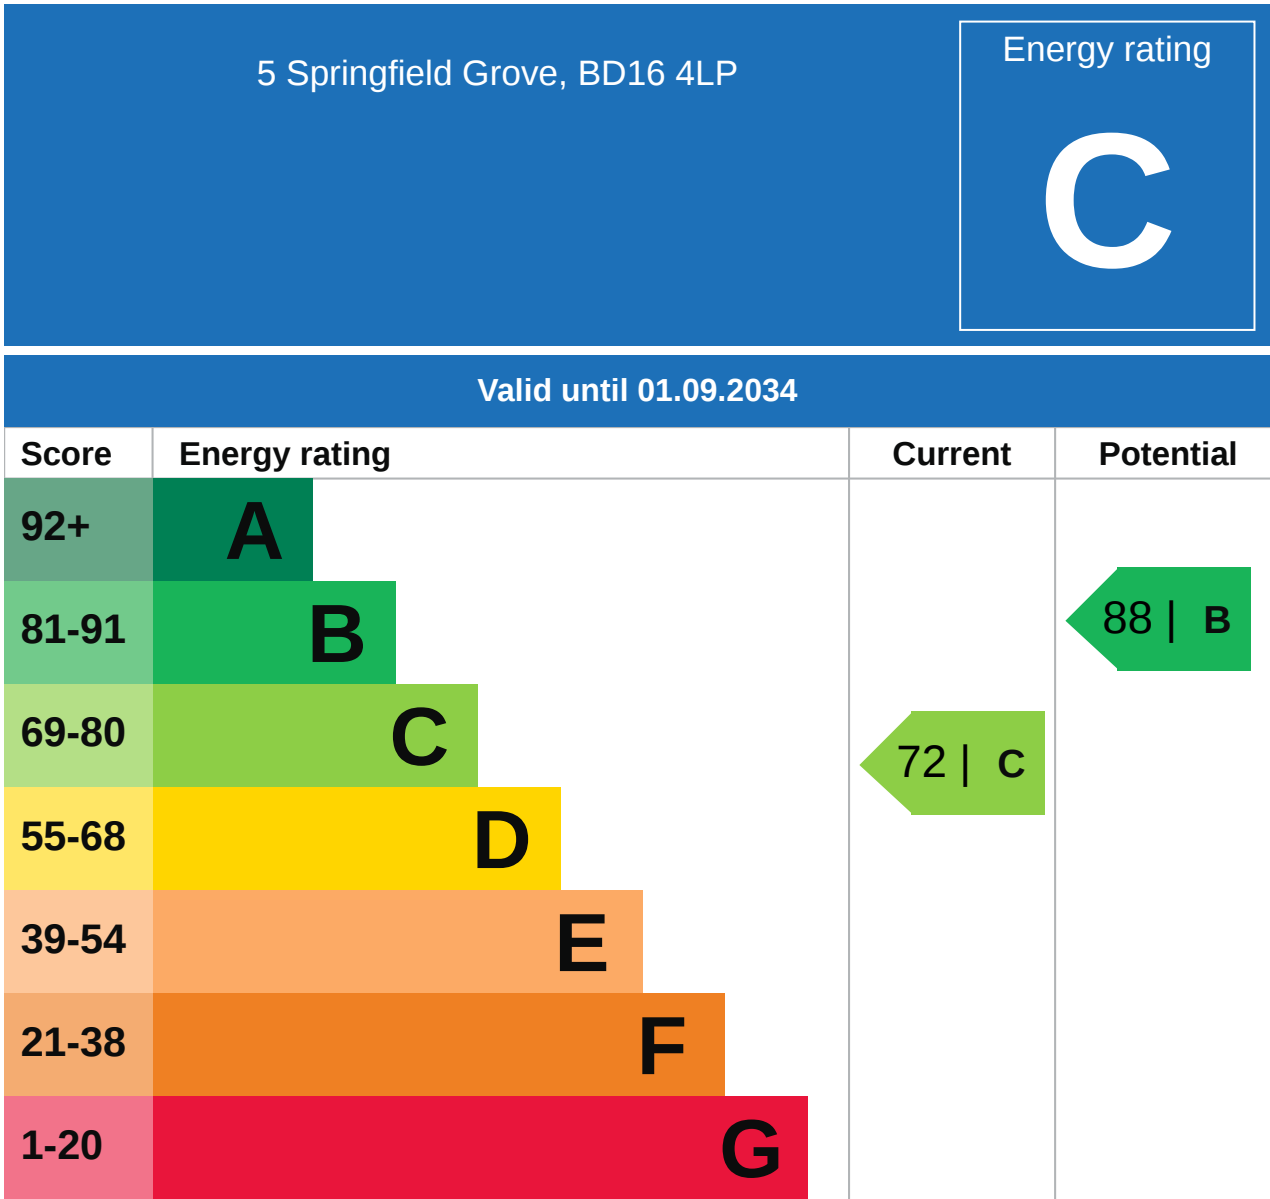 5 Springfield Grove, BD16 4LP
Energy rating
C
Valid until 01.09.2034
Score Energy rating Current Potential
92+ A
81-91 B
88 | B
69-80 C
72 | C
55-68 D
39-54 E
21-38 F
1-20 G